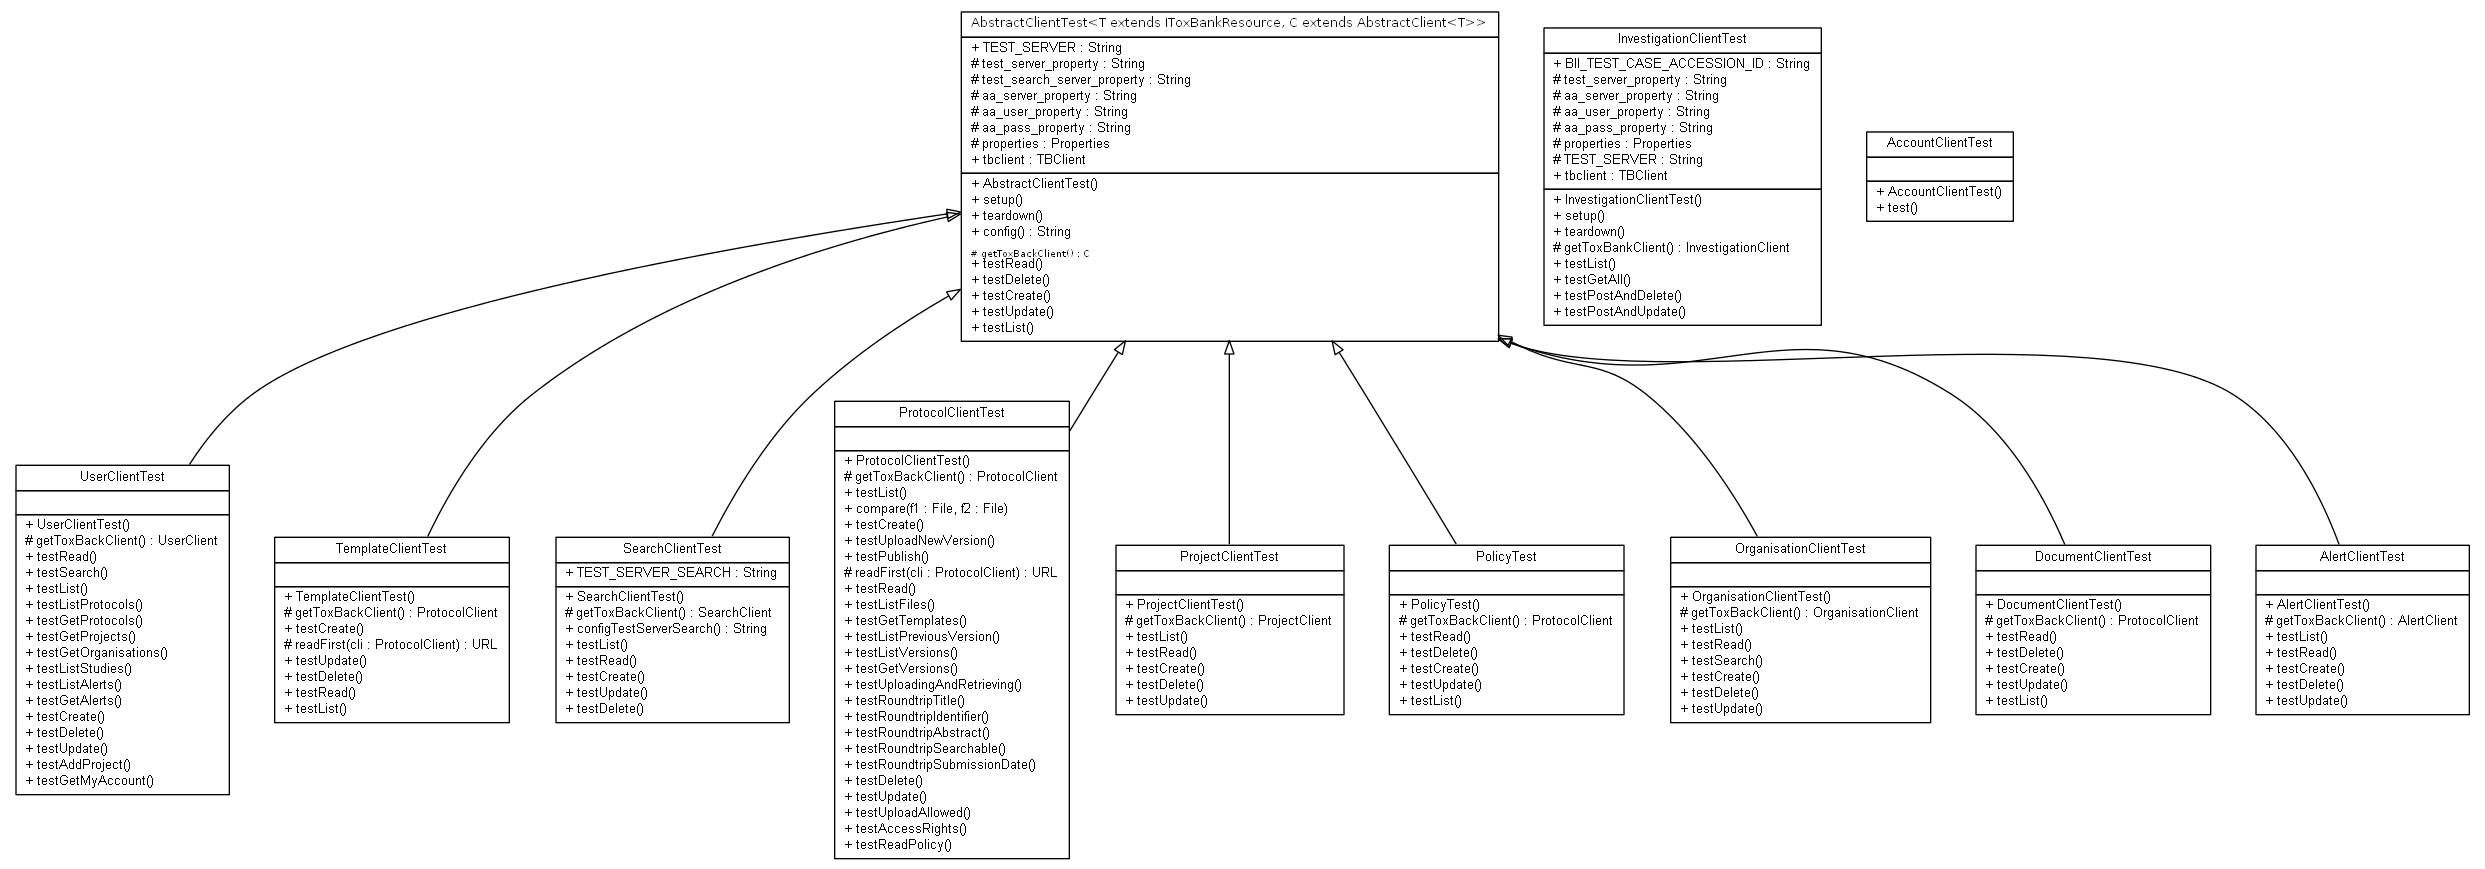 AbstractClientTest<T extends IToxBankResource, C extends AbstractClient<T>>
+ TEST_SERVER : String
# test_server_property : String
# test_search_server_property : String
# aa_server_property : String
# aa_user_property : String
# aa_pass_property : String
# properties : Properties
+ tbclient : TBClient
+ AbstractClientTest()
+ setup()
+ teardown()
+ config() : String
# getToxBackClient() : C
+ testRead()
+ testDelete()
+ testCreate()
+ testUpdate()
+ testList()
InvestigationClientTest
+ BII_TEST_CASE_ACCESSION_ID : String
# test_server_property : String
# aa_server_property : String
# aa_user_property : String
# aa_pass_property : String
# properties : Properties
# TEST_SERVER : String
+ tbclient : TBClient
+ InvestigationClientTest()
+ setup()
+ teardown()
# getToxBankClient() : InvestigationClient
+ testList()
+ testGetAll()
+ testPostAndDelete()
+ testPostAndUpdate()
AccountClientTest
+ AccountClientTest()
+ test()
UserClientTest
+ UserClientTest()
# getToxBackClient() : UserClient
+ testRead()
+ testSearch()
+ testList()
+ testListProtocols()
+ testGetProtocols()
+ testGetProjects()
+ testGetOrganisations()
+ testListStudies()
+ testListAlerts()
+ testGetAlerts()
+ testCreate()
+ testDelete()
+ testUpdate()
+ testAddProject()
+ testGetMyAccount()
TemplateClientTest
+ TemplateClientTest()
# getToxBackClient() : ProtocolClient
+ testCreate()
# readFirst(cli : ProtocolClient) : URL
+ testUpdate()
+ testDelete()
+ testRead()
+ testList()
SearchClientTest
+ TEST_SERVER_SEARCH : String
+ SearchClientTest()
# getToxBackClient() : SearchClient
+ configTestServerSearch() : String
+ testList()
+ testRead()
+ testCreate()
+ testUpdate()
+ testDelete()
ProtocolClientTest
+ ProtocolClientTest()
# getToxBackClient() : ProtocolClient
+ testList()
+ compare(f1 : File, f2 : File)
+ testCreate()
+ testUploadNewVersion()
+ testPublish()
# readFirst(cli : ProtocolClient) : URL
+ testRead()
+ testListFiles()
+ testGetTemplates()
+ testListPreviousVersion()
+ testListVersions()
+ testGetVersions()
+ testUploadingAndRetrieving()
+ testRoundtripTitle()
+ testRoundtripIdentifier()
+ testRoundtripAbstract()
+ testRoundtripSearchable()
+ testRoundtripSubmissionDate()
+ testDelete()
+ testUpdate()
+ testUploadAllowed()
+ testAccessRights()
+ testReadPolicy()
ProjectClientTest
+ ProjectClientTest()
# getToxBackClient() : ProjectClient
+ testList()
+ testRead()
+ testCreate()
+ testDelete()
+ testUpdate()
PolicyTest
+ PolicyTest()
# getToxBackClient() : ProtocolClient
+ testRead()
+ testDelete()
+ testCreate()
+ testUpdate()
+ testList()
OrganisationClientTest
+ OrganisationClientTest()
# getToxBackClient() : OrganisationClient
+ testList()
+ testRead()
+ testSearch()
+ testCreate()
+ testDelete()
+ testUpdate()
DocumentClientTest
+ DocumentClientTest()
# getToxBackClient() : ProtocolClient
+ testRead()
+ testDelete()
+ testCreate()
+ testUpdate()
+ testList()
AlertClientTest
+ AlertClientTest()
# getToxBackClient() : AlertClient
+ testList()
+ testRead()
+ testCreate()
+ testDelete()
+ testUpdate()